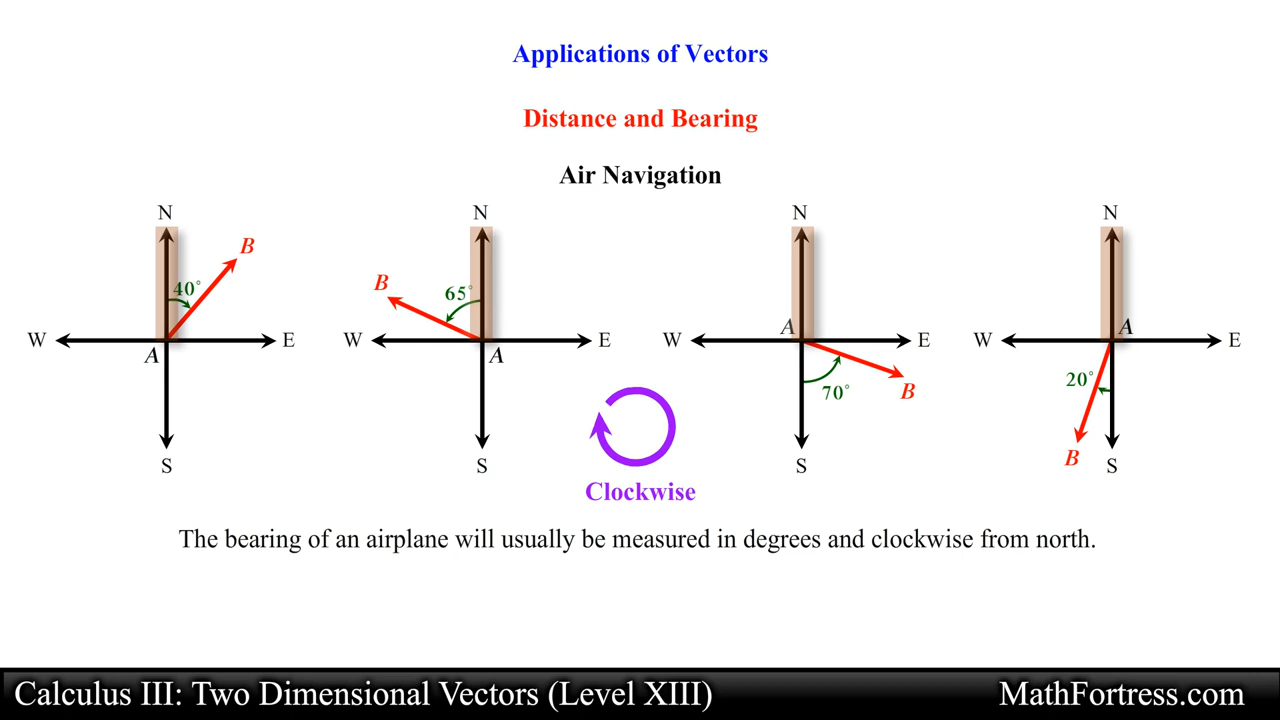 Applications of Vectors
Distance and Bearing
Air Navigation
N N N N
B
B
40°
65°
A A
W E W E W E W E
A A
20°
70°
B
B
S S S S
Clockwise
The bearing of an airplane will usually be measured in degrees and clockwise from north.
Calculus III: Two Dimensional Vectors (Level XIII) MathFortress.com